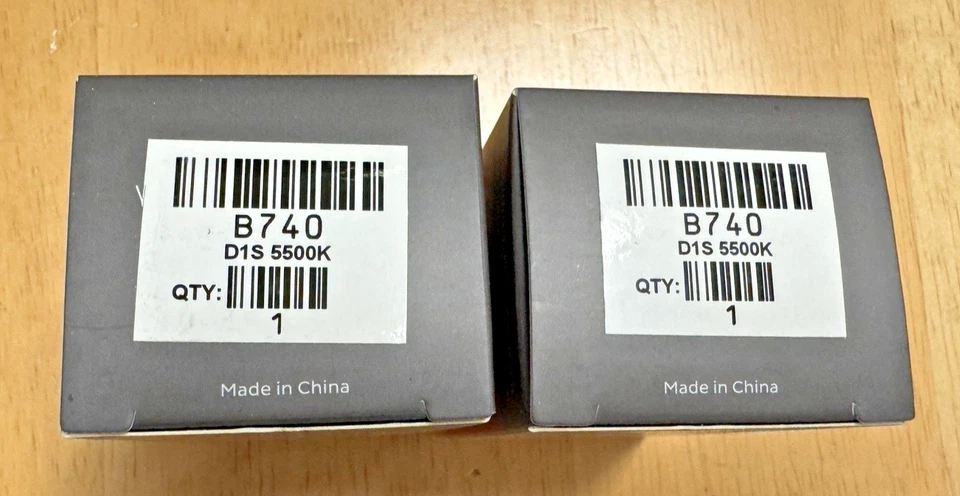 B740
D1S 5500K
QTY:
1
Made in China
B740
D1S 5500K
QTY:
1
Made in China